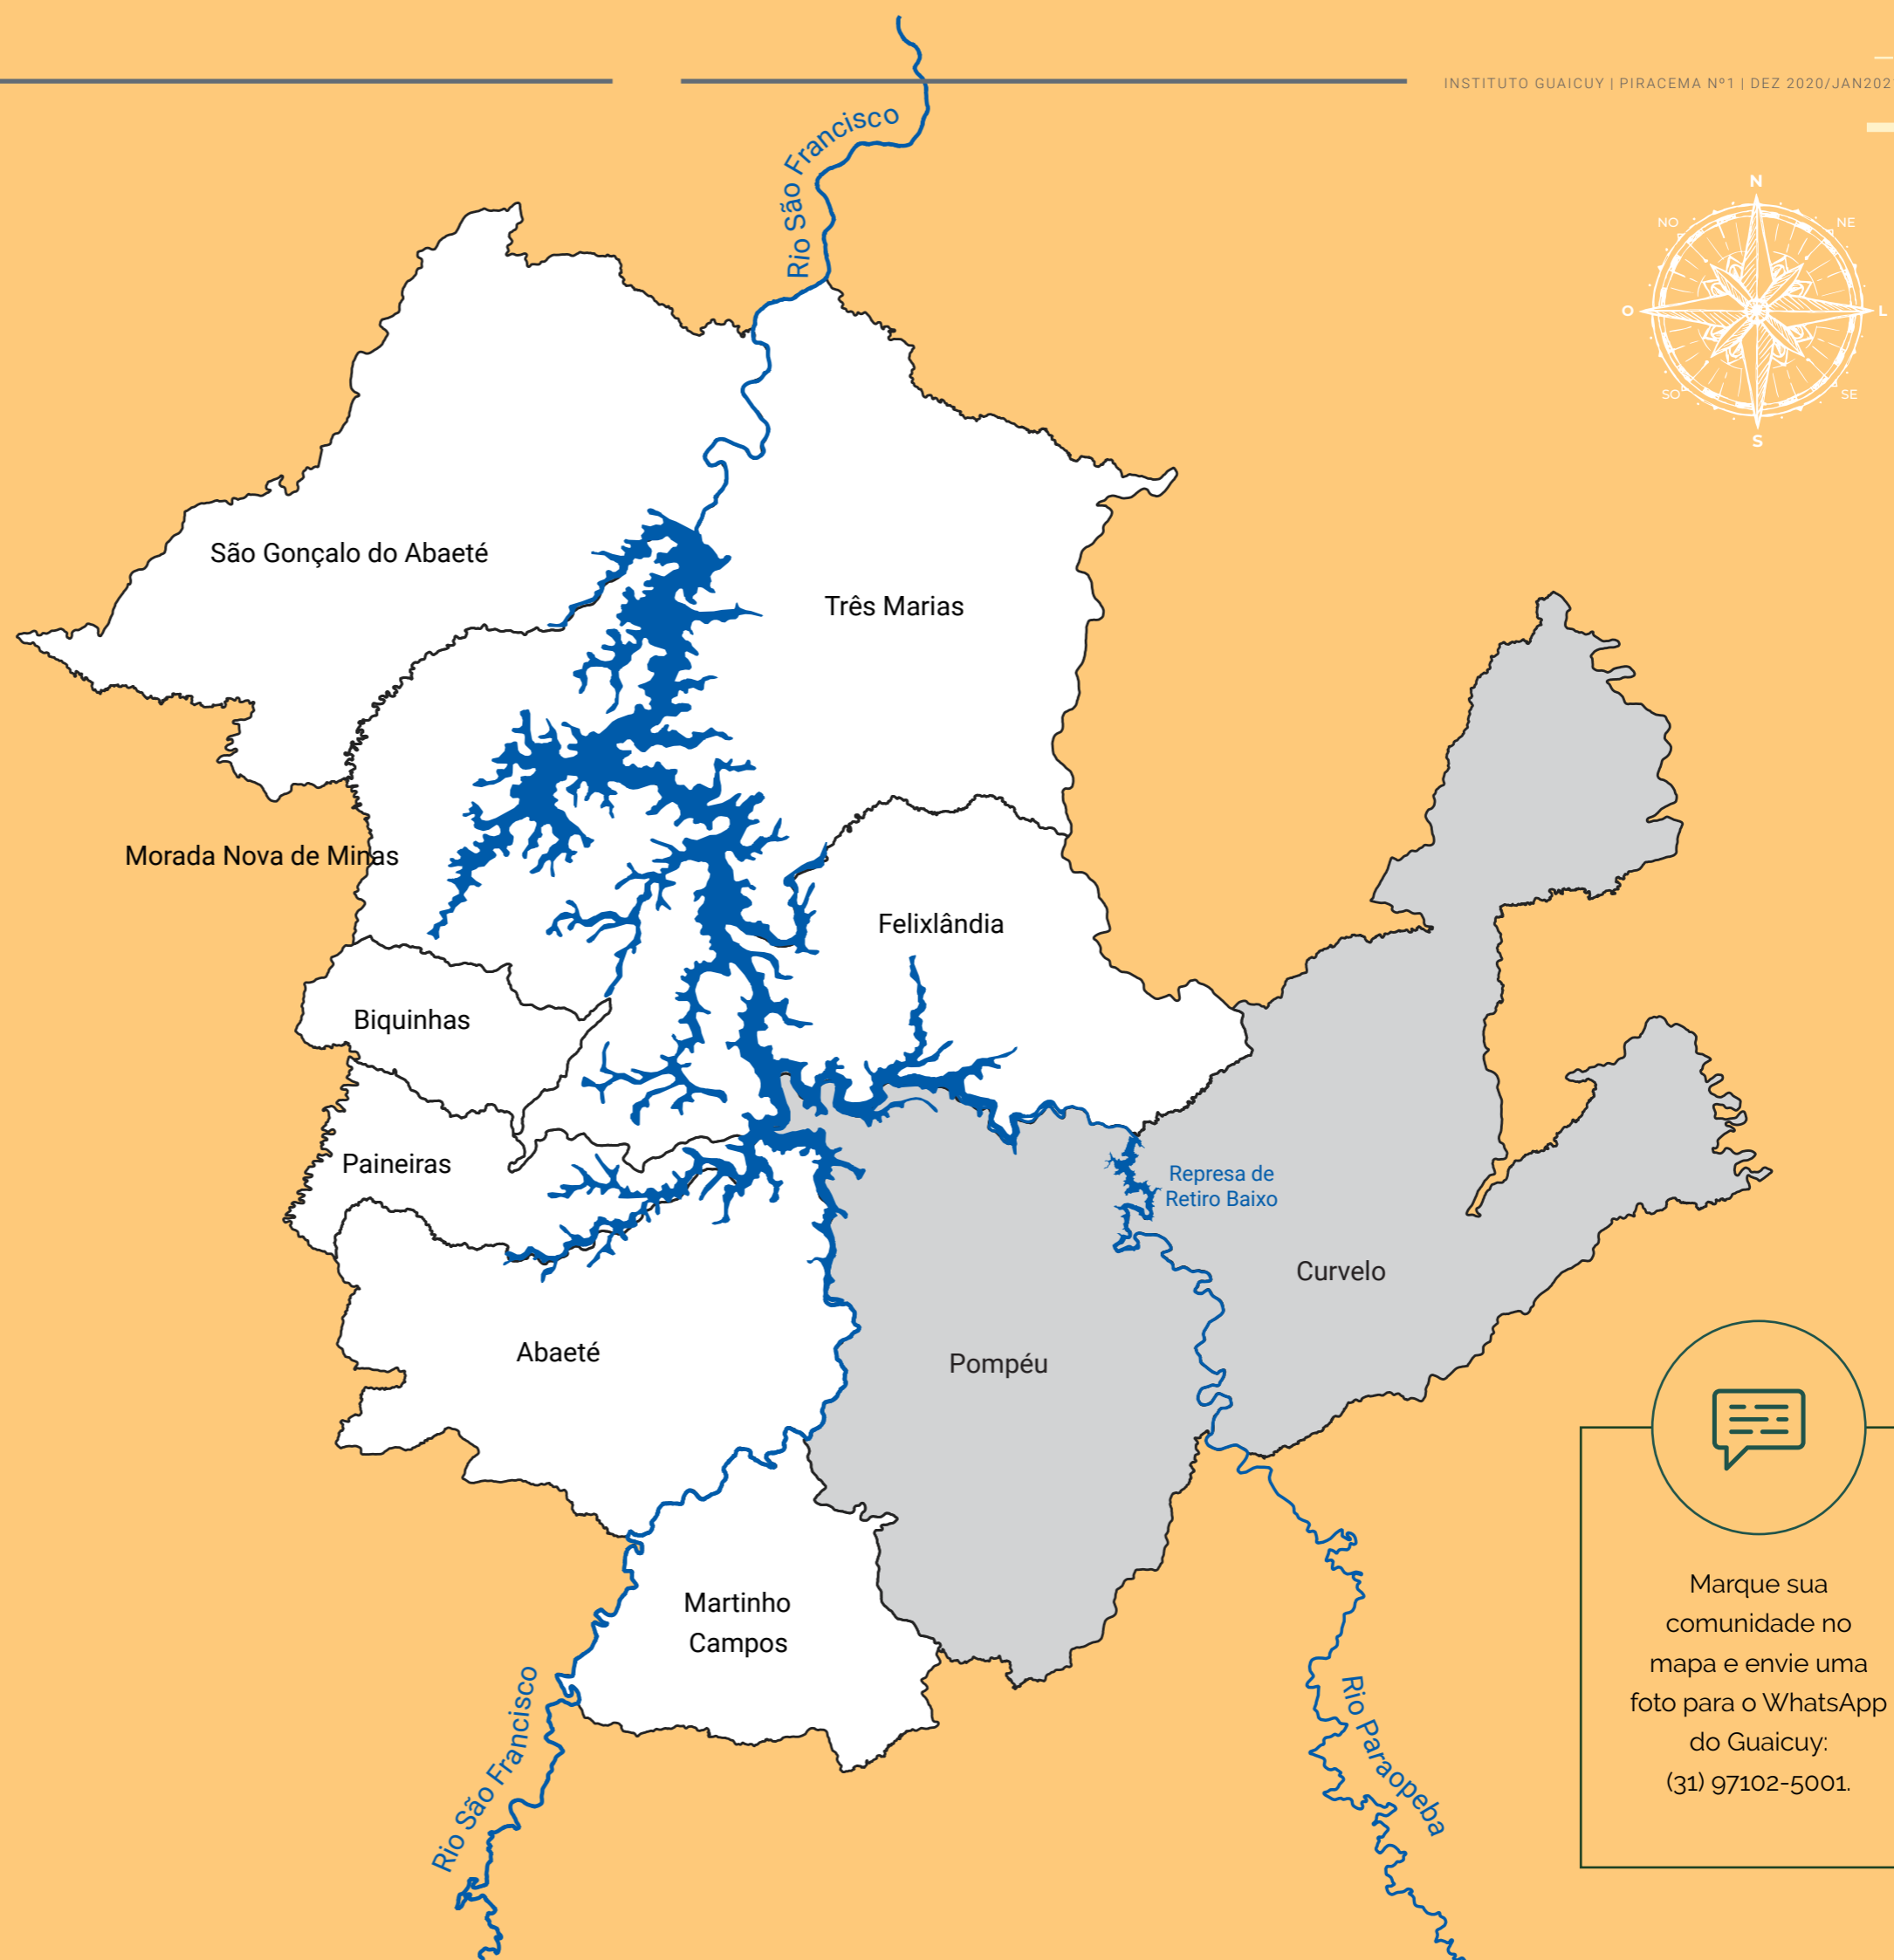 INSTITUTO GUAICUY | PIRACEMA Nº1 | DEZ 2020/JAN202
Rio São Francisco
N
NO
NE
O
L
SO
SE
S
São Gonçalo do Abaeté
Três Marias
Morada Nova de Minas
Felixlândia
Biquinhas
Paineiras
Represa de
Retiro Baixo
Curvelo
Abaeté
Pompéu
Martinho
Campos
Rio São Francisco
Rio Paraopeba
Marque sua
comunidade no
mapa e envie uma
foto para o WhatsApp
do Guaicuy:
(31) 97102-5001.